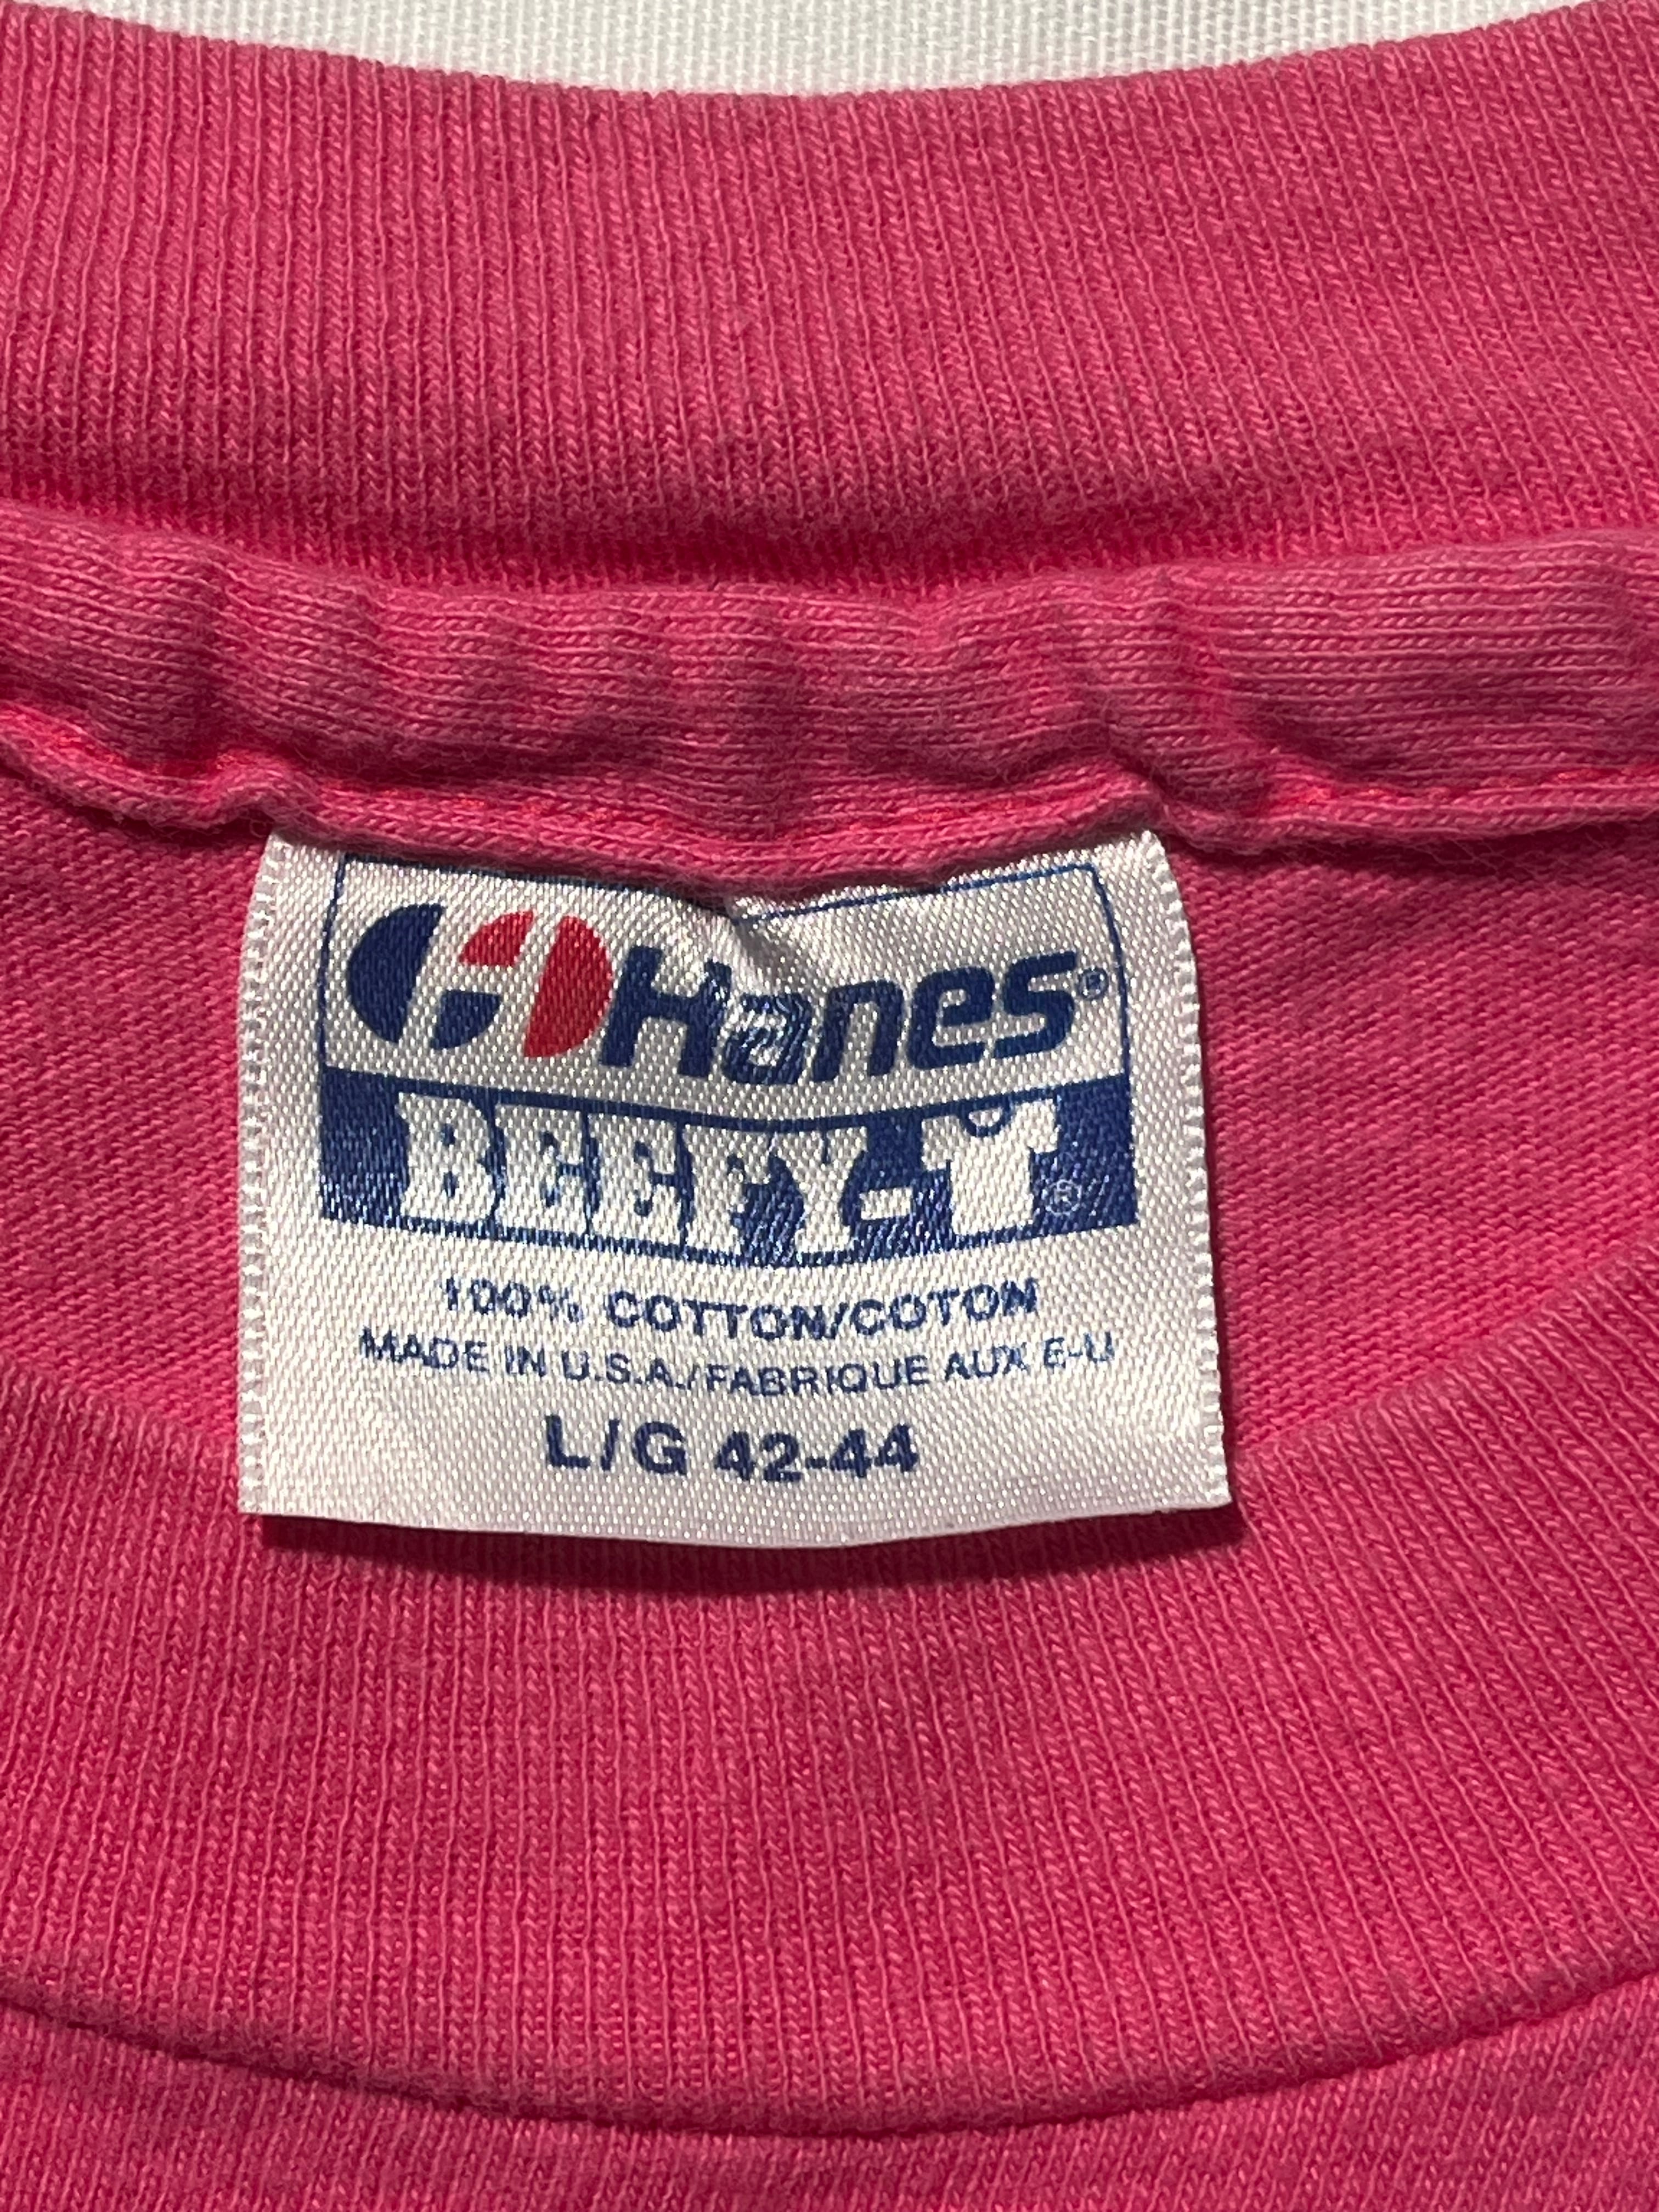 Hanes®
BEEFY-T®
100% COTTON/COTON
MADE IN U.S.A./FABRIQUE AUX E-U
L/G 42-44